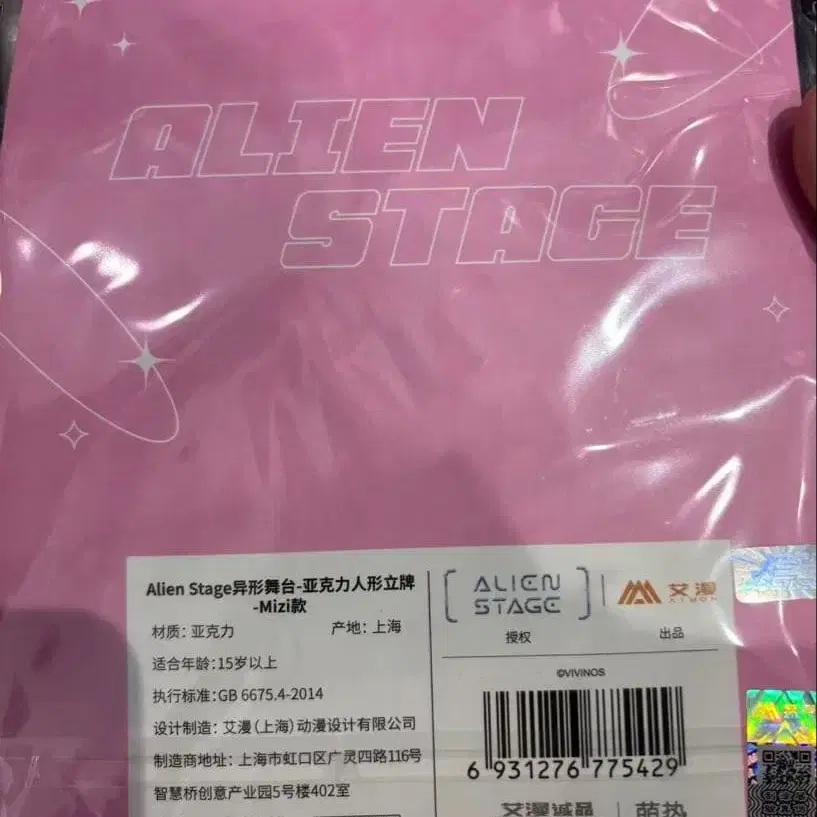 ALIEN
STAGE
Alien Stage异形舞台-亚克力人形立牌
-Mizi款
材质：亚克力
产地：上海
适合年龄：15岁以上
执行标准：GB 6675.4-2014
设计制造：艾漫（上海）动漫设计有限公司
制造商地址：上海市虹口区广灵四路116号
智慧桥创意产业园5号楼402室
ALIEN
STAGE
授权
艾漫
AIMON
出品
©VIVINOS
6 931276 775429
艾漫诚品
萌热